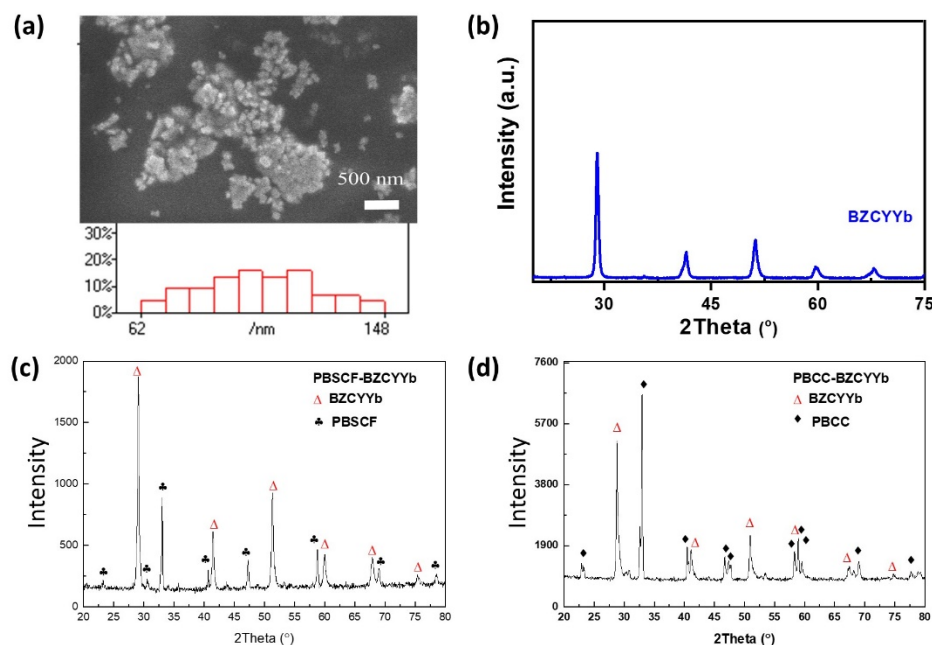 (a)
500 nm
30%
20%
10%
0%
62 /nm 148
(b)
Intensity (a.u.)
BZCYYb
30 45 60 75
2Theta (°)
(c)
2000
1500
1000
500
0
Intensity
PBSCF-BZCYYb
Δ BZCYYb
♣ PBSCF
20 25 30 35 40 45 50 55 60 65 70 75 80
2Theta (°)
(d)
7600
5700
3800
1900
0
Intensity
PBCC-BZCYYb
Δ BZCYYb
♦ PBCC
20 25 30 35 40 45 50 55 60 65 70 75 80
2Theta (°)